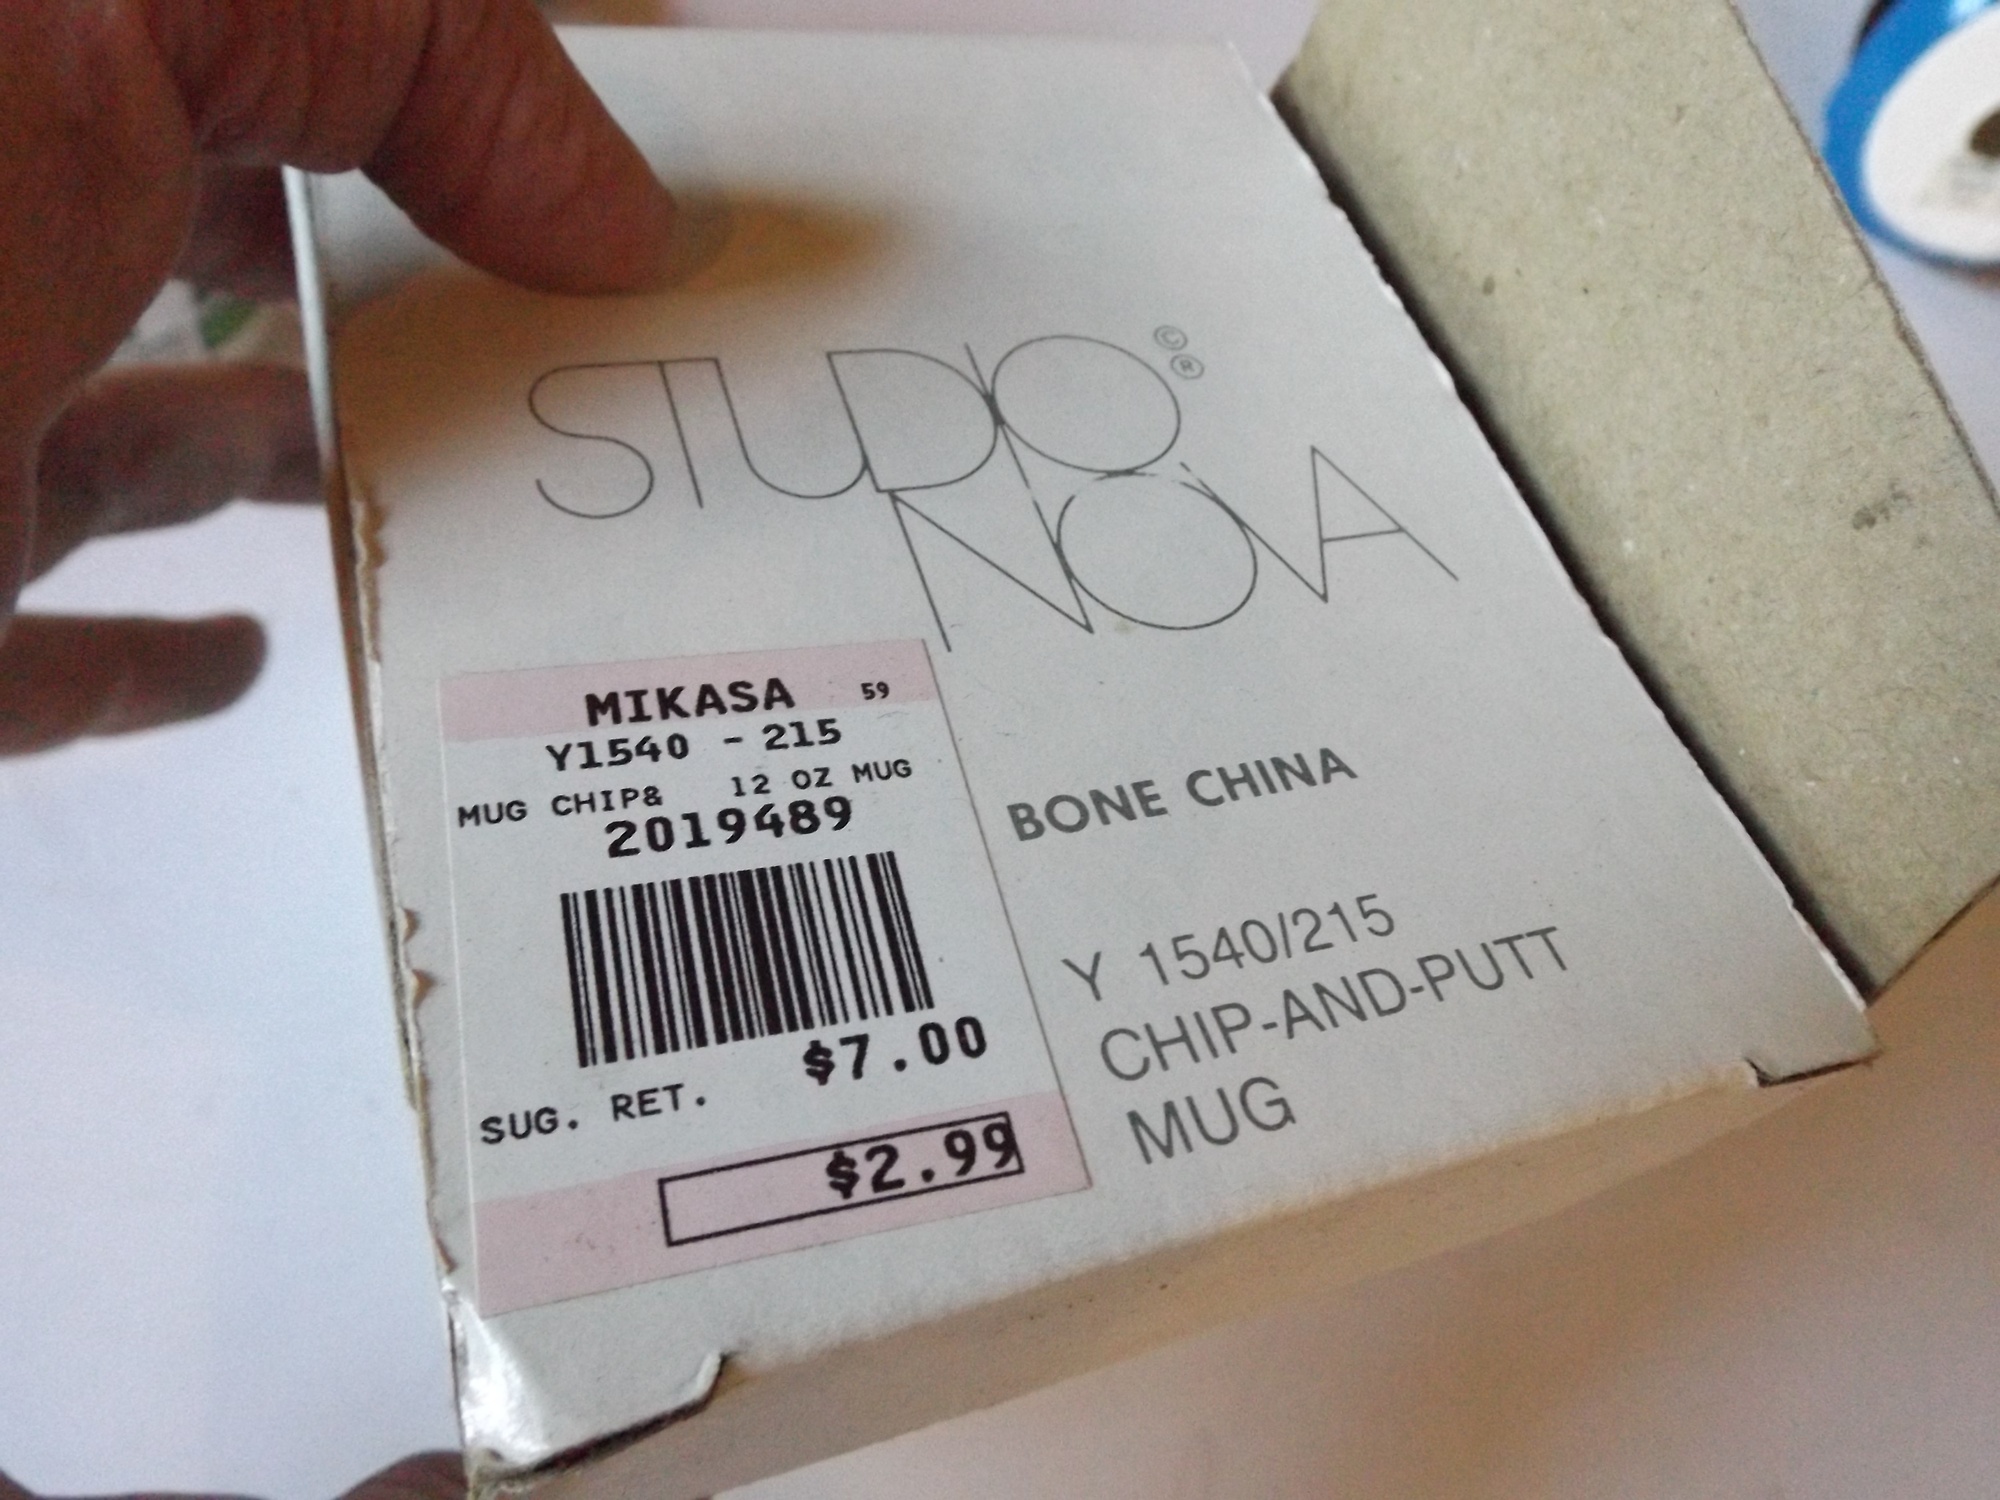 STUDIO © ®
NOVA
MIKASA 59
Y1540 - 215
MUG CHIP& 12 OZ MUG
2019489
$7.00
SUG. RET.
$2.99
BONE CHINA
Y 1540/215
CHIP-AND-PUTT
MUG